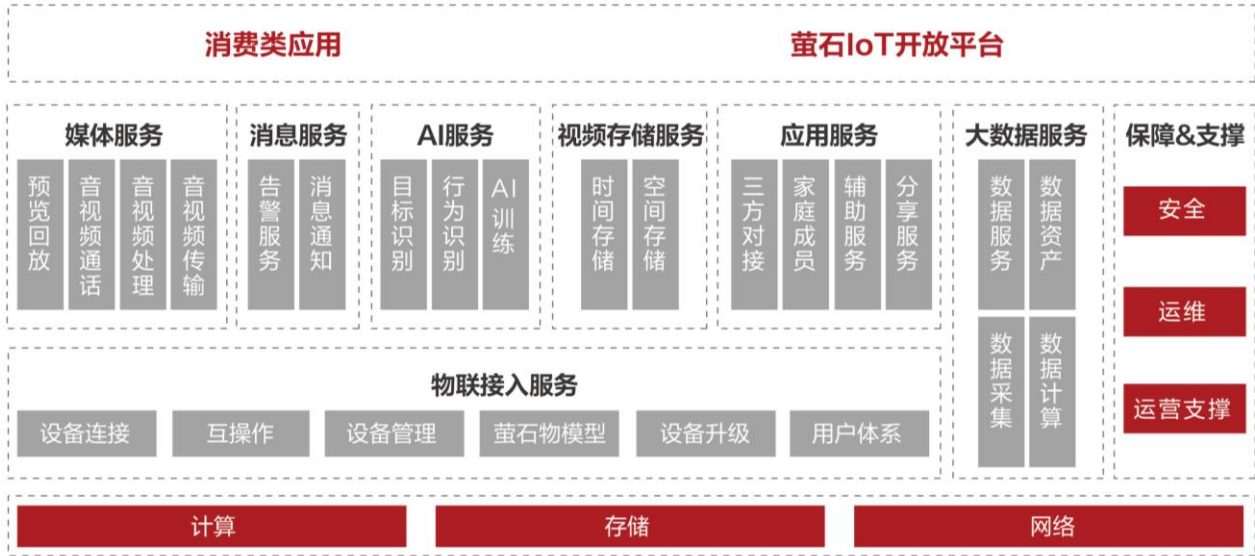 消费类应用
萤石IoT开放平台
媒体服务
预览回放
音视频通话
音视频处理
音视频传输
消息服务
告警服务
消息通知
AI服务
目标识别
行为识别
AI训练
视频存储服务
时间存储
空间存储
应用服务
三方对接
家庭成员
辅助服务
分享服务
大数据服务
数据服务
数据资产
数据采集
数据计算
保障&支撑
安全
运维
运营支撑
物联接入服务
设备连接
互操作
设备管理
萤石物模型
设备升级
用户体系
计算
存储
网络